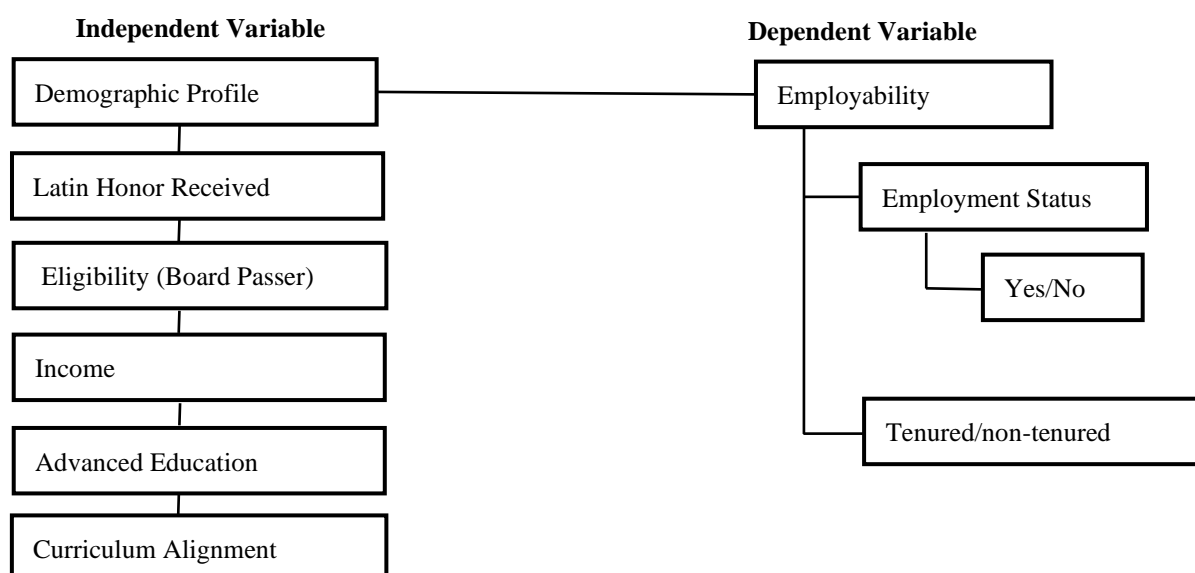 Independent Variable
Dependent Variable
Demographic Profile
Employability
Latin Honor Received
Employment Status
Eligibility (Board Passer)
Yes/No
Income
Tenured/non-tenured
Advanced Education
Curriculum Alignment